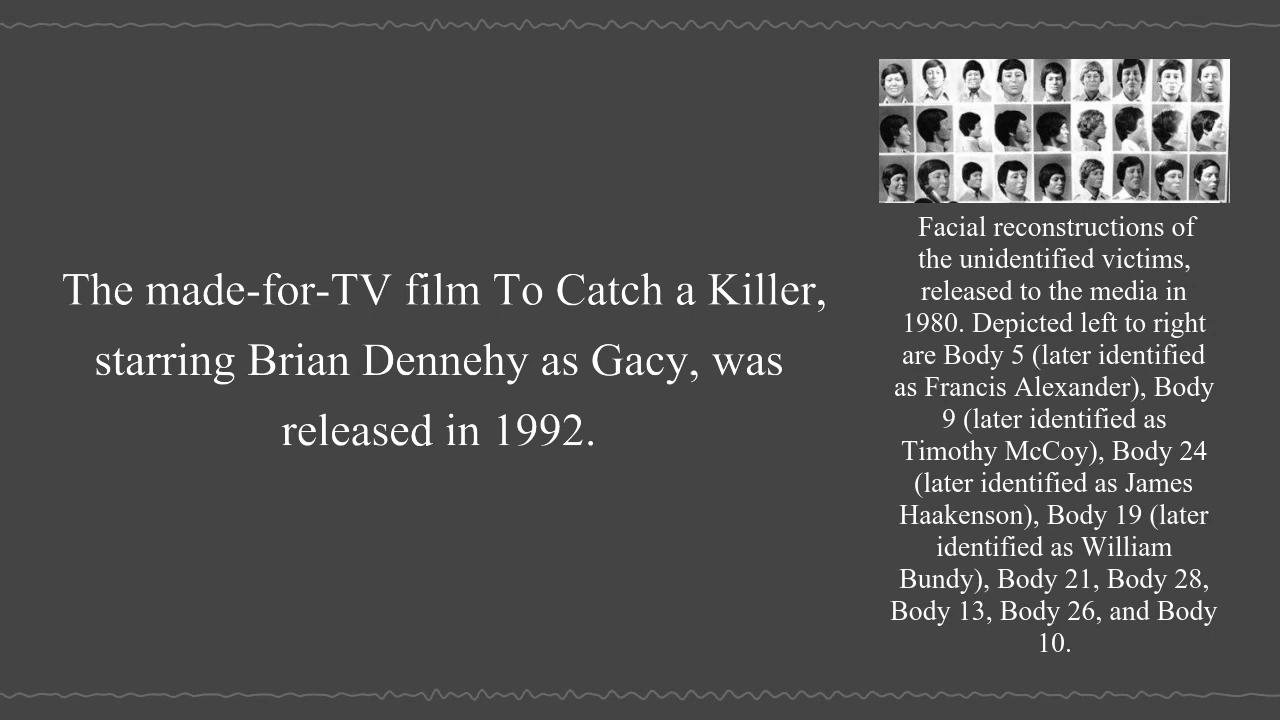 The made-for-TV film To Catch a Killer,
starring Brian Dennehy as Gacy, was
released in 1992.
Facial reconstructions of
the unidentified victims,
released to the media in
1980. Depicted left to right
are Body 5 (later identified
as Francis Alexander), Body
9 (later identified as
Timothy McCoy), Body 24
(later identified as James
Haakenson), Body 19 (later
identified as William
Bundy), Body 21, Body 28,
Body 13, Body 26, and Body
10.